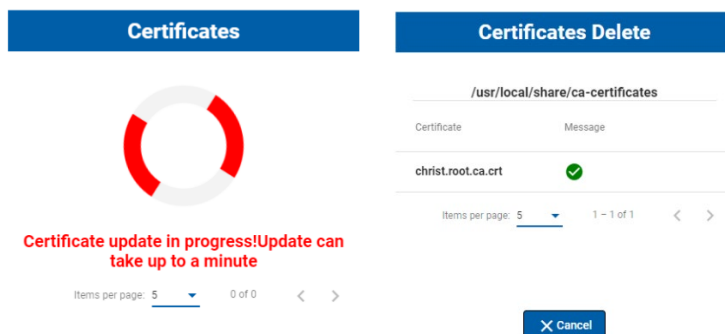 Certificates
Certificate update in progress!Update can
take up to a minute
Items per page: 5
0 of 0
Certificates Delete
/usr/local/share/ca-certificates
Certificate Message
christ.root.ca.crt
Items per page: 5
1 – 1 of 1
Cancel